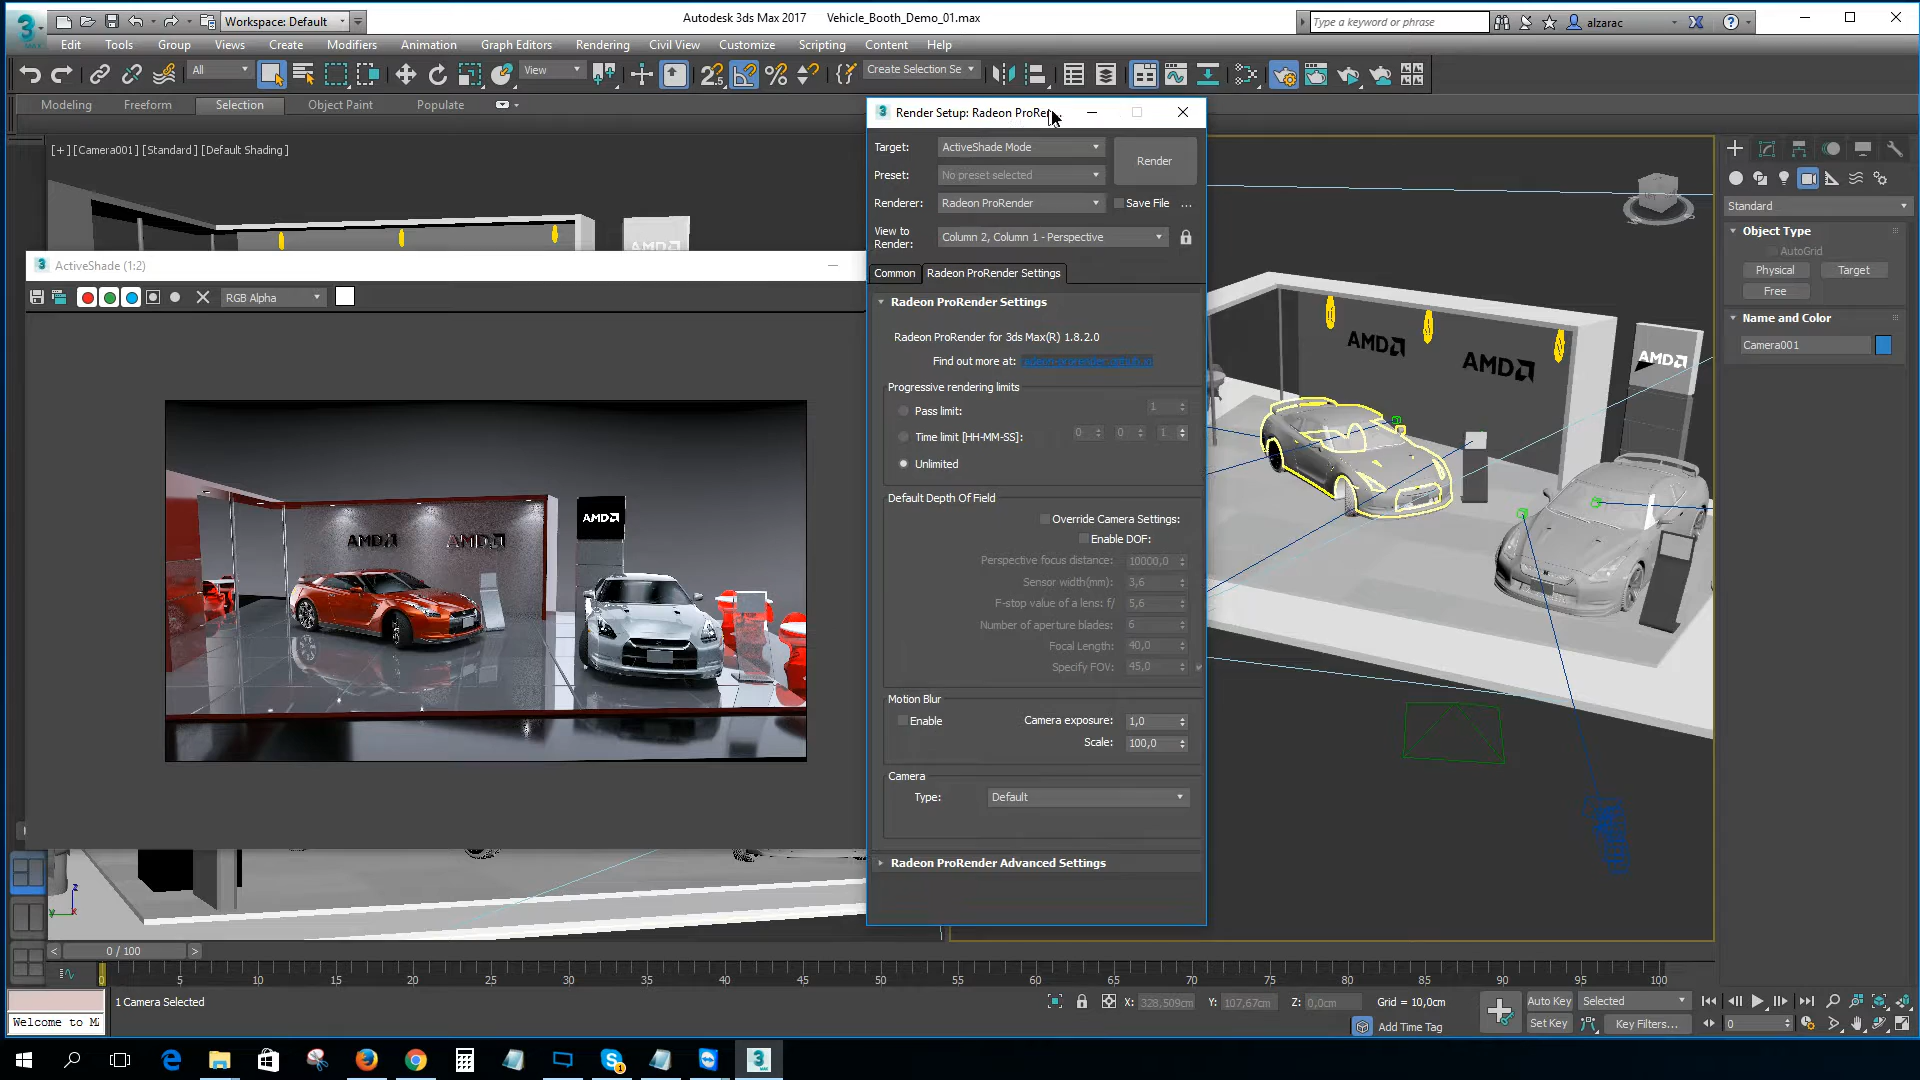 Workspace: Default
Autodesk 3ds Max 2017 Vehicle_Booth_Demo_01.max
Type a keyword or phrase
alzarac
Edit Tools Group Views Create Modifiers Animation Graph Editors Rendering Civil View Customize Scripting Content Help
All View Create Selection Se
Modeling Freeform Selection Object Paint Populate
[+] [Camera001] [Standard] [Default Shading]
Render Setup: Radeon ProRe
Target: ActiveShade Mode
Render
Preset: No preset selected
Renderer: Radeon ProRender
Save File ...
View to
Render:
Column 2, Column 1 - Perspective
Common Radeon ProRender Settings
Radeon ProRender Settings
Radeon ProRender for 3ds Max(R) 1.8.2.0
Find out more at:
Progressive rendering limits
Pass limit: 1
Time limit [HH-MM-SS]: 0 0 1
Unlimited
Default Depth Of Field
Override Camera Settings:
Enable DOF:
Perspective focus distance: 10000,0
Sensor width(mm): 3,6
F-stop value of a lens: f/ 5,6
Number of aperture blades: 6
Focal Length: 40,0
Specify FOV: 45,0
Motion Blur
Enable Camera exposure: 1,0
Scale: 100,0
Camera
Type: Default
Radeon ProRender Advanced Settings
ActiveShade (1:2)
RGB Alpha
AMD
AMD
AMD
AMD
AMD
AMD
AMD
Standard
Object Type
AutoGrid
Physical Target
Free
Name and Color
Camera001
z
y x
0 / 100
0 5 10 15 20 25 30 35 40 45 50 55 60 65 70 75 80 85 90 95 100
1 Camera Selected
Welcome to M
X: 328,509cm Y: 107,67cm Z: 0,0cm Grid = 10,0cm
Add Time Tag
Auto Key Selected
Set Key Key Filters...
0